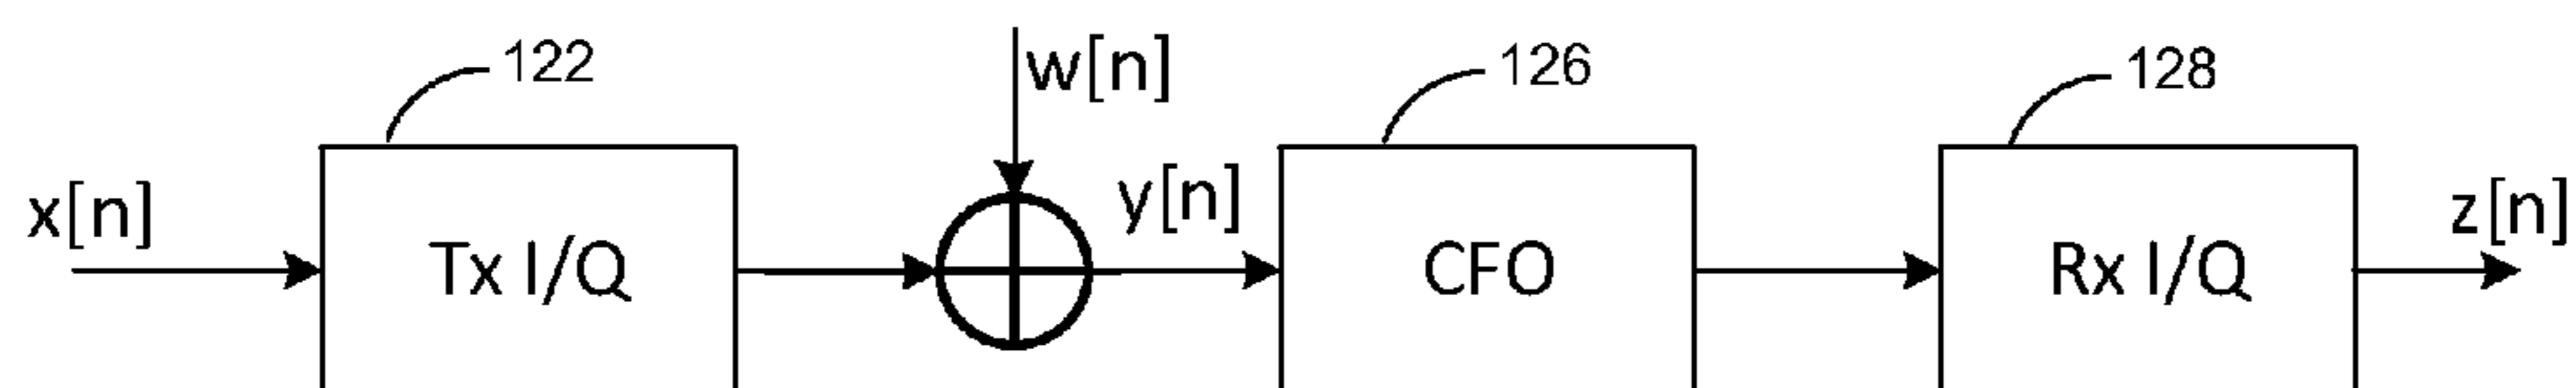 122
w[n]
126
128
x[n]
Tx I/Q
y[n]
CFO
Rx I/Q
z[n]